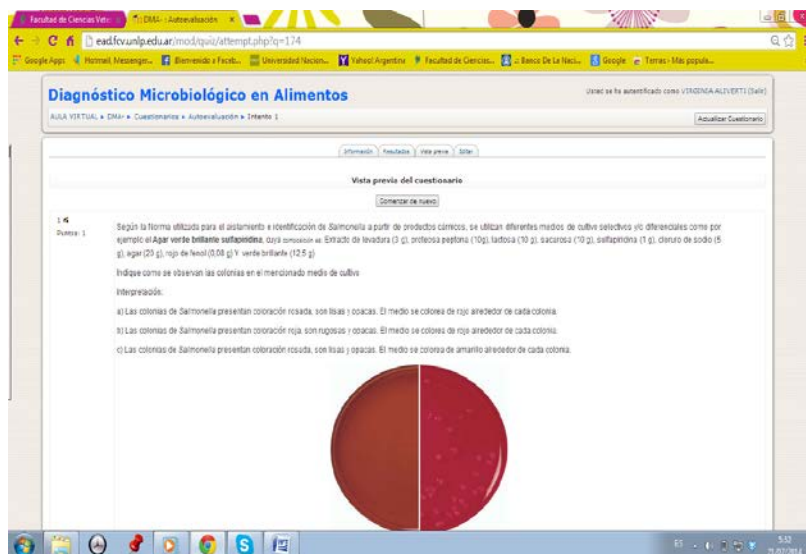 Facultad de Ciencias Vete
DMA- : Autoevaluación
ead.fcv.unlp.edu.ar/mod/quiz/attempt.php?q=174
Google Apps Hotmail, Messenger... Bienvenido a Faceb... Universidad Nacion... Yahoo! Argentina Facultad de Ciencias... .: Banco De La Naci... Google Temas - Más popula...
Diagnóstico Microbiológico en Alimentos
Usted se ha autentificado como VIRGINIA ALIVERTI (Salir)
AULA VIRTUAL ► DMA- ► Cuestionarios ► Autoevaluación ► Intento 1
Actualizar Cuestionario
Información Resultados Vista previa Editar
Vista previa del cuestionario
Comenzar de nuevo
1
Puntos: 1
Según la Norma utilizada para el aislamiento e identificación de Salmonella a partir de productos cárnicos, se utilizan diferentes medios de cultivo selectivos y/o diferenciales como por
ejemplo el Agar verde brillante sulfapiridina, cuya composición es: Extracto de levadura (3 g), proteosa peptona (10g), lactosa (10 g), sacarosa (10 g), sulfapiridina (1 g), cloruro de sodio (5
g), agar (20 g), rojo de fenol (0,08 g) Y verde brillante (12,5 g)
Indique como se observan las colonias en el mencionado medio de cultivo
Interpretación:
a) Las colonias de Salmonella presentan coloración rosada, son lisas y opacas. El medio se colorea de rojo alrededor de cada colonia.
b) Las colonias de Salmonella presentan coloración roja, son rugosas y opacas. El medio se colorea de rojo alrededor de cada colonia.
c) Las colonias de Salmonella presentan coloración rosada, son lisas y opacas. El medio se colorea de amarillo alrededor de cada colonia.
ES
5:32